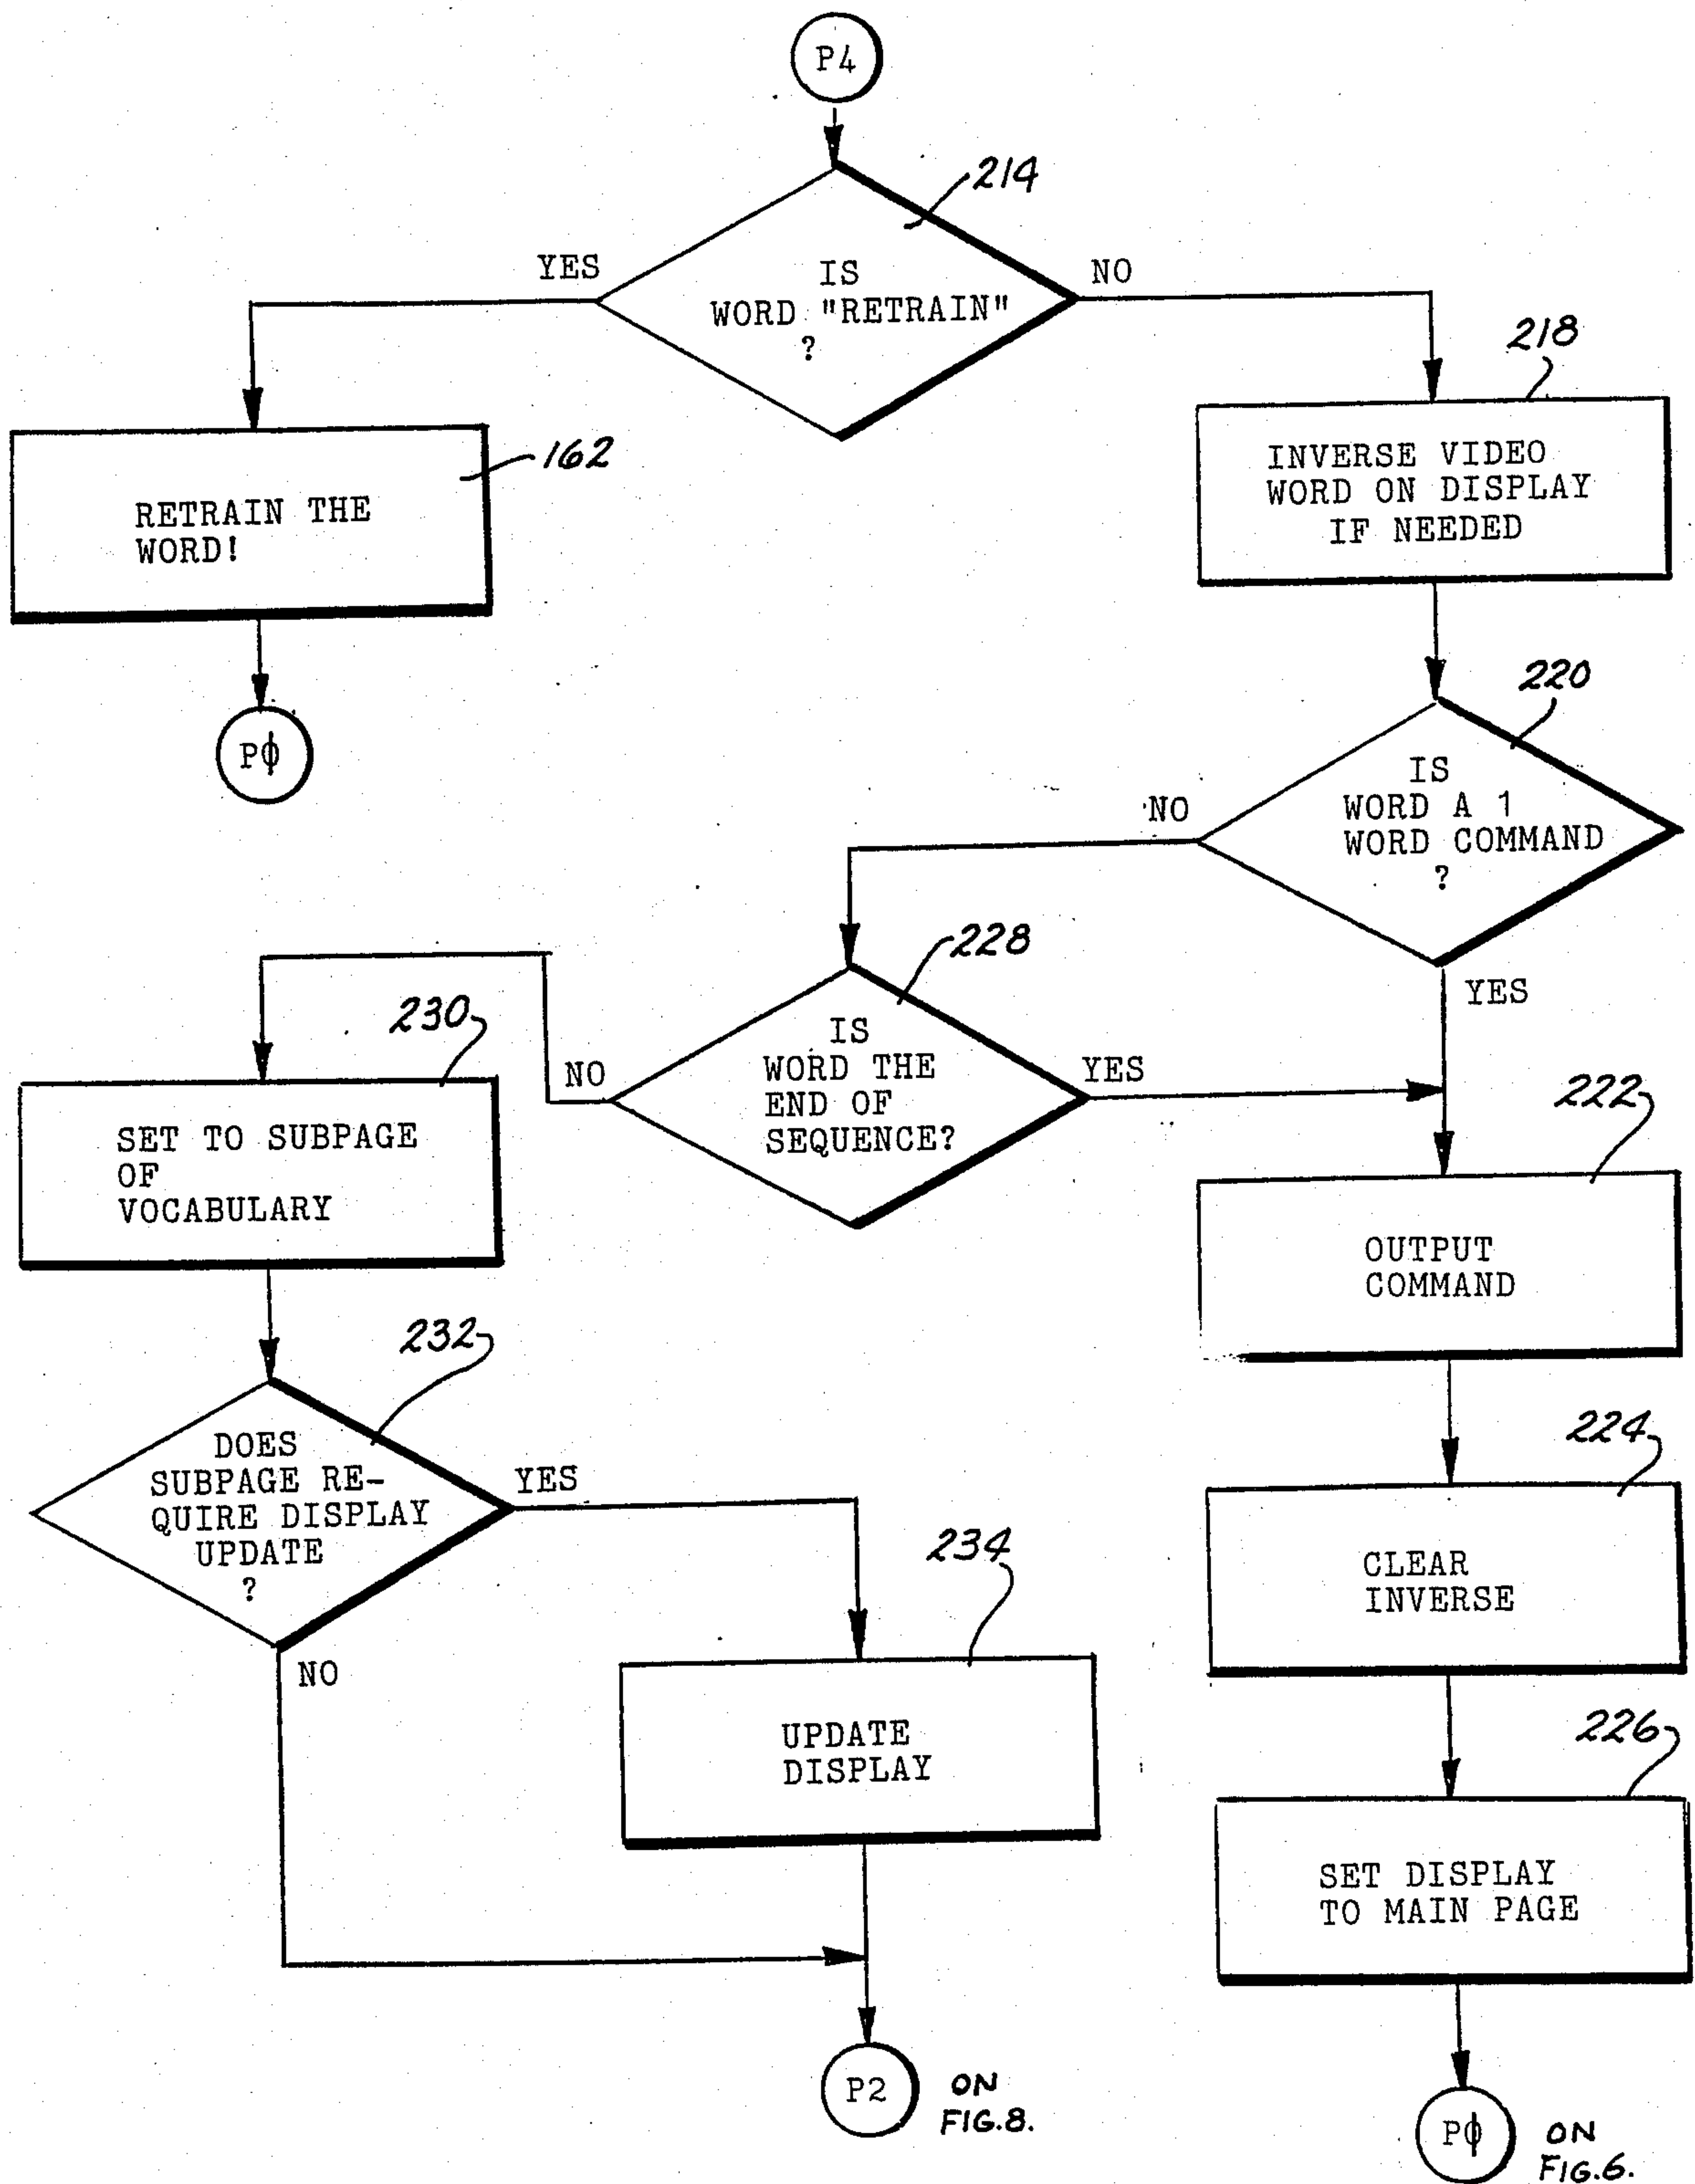 P4
214
YES
IS
WORD "RETRAIN"
?
NO
218
162
RETRAIN THE
WORD!
INVERSE VIDEO
WORD ON DISPLAY
IF NEEDED
Pϕ
220
IS
WORD A 1
WORD COMMAND
?
NO
YES
228
IS
WORD THE
END OF
SEQUENCE?
NO
YES
230
SET TO SUBPAGE
OF
VOCABULARY
222
OUTPUT
COMMAND
232
DOES
SUBPAGE RE-
QUIRE DISPLAY
UPDATE
?
YES
NO
234
UPDATE
DISPLAY
224
CLEAR
INVERSE
226
SET DISPLAY
TO MAIN PAGE
P2
ON
FIG.8.
Pϕ
ON
FIG.6.